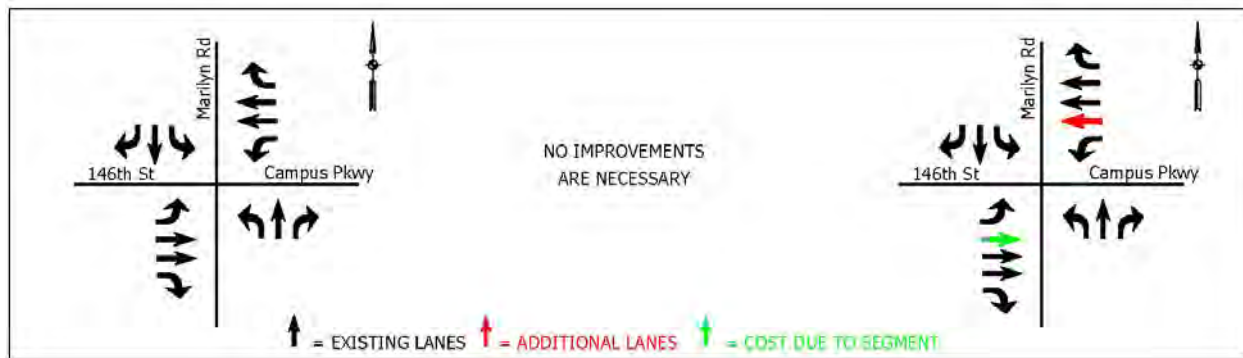 Marilyn Rd
146th St
Campus Pkwy
NO IMPROVEMENTS
ARE NECESSARY
Marilyn Rd
146th St
Campus Pkwy
= EXISTING LANES
= ADDITIONAL LANES
= COST DUE TO SEGMENT